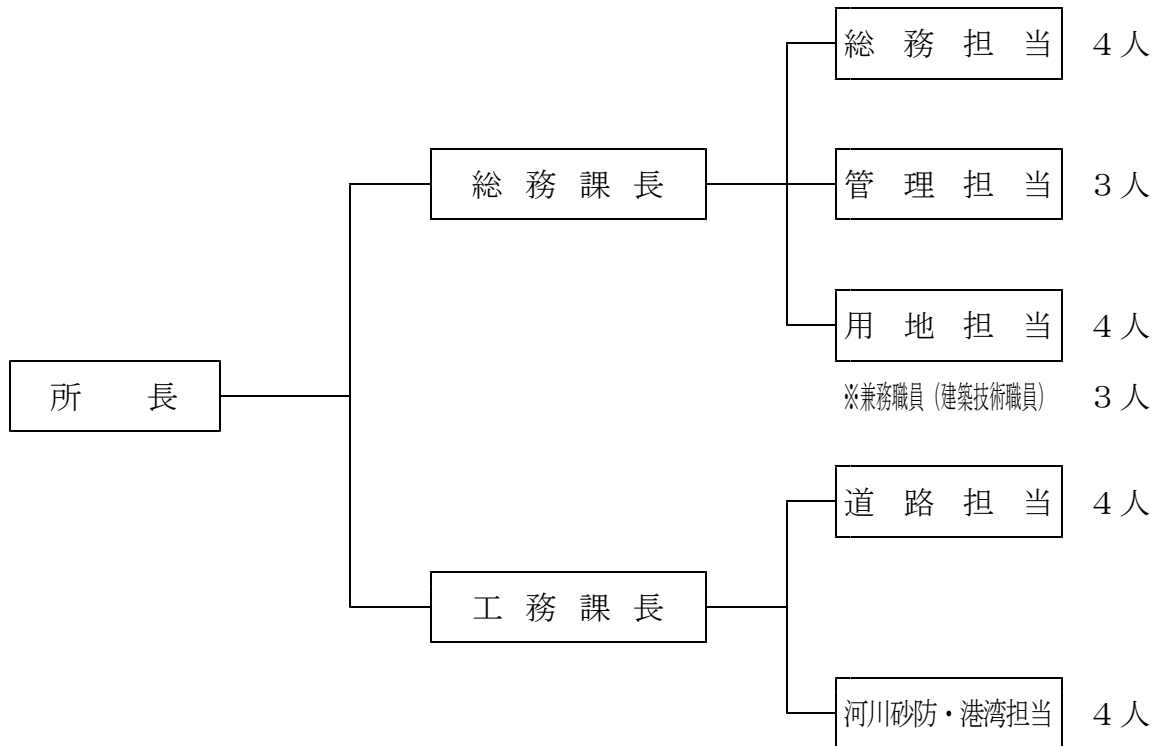 総務担当 4人
総務課長
管理担当 3人
用地担当 4人
所長
※兼務職員（建築技術職員） 3人
道路担当 4人
工務課長
河川砂防・港湾担当 4人